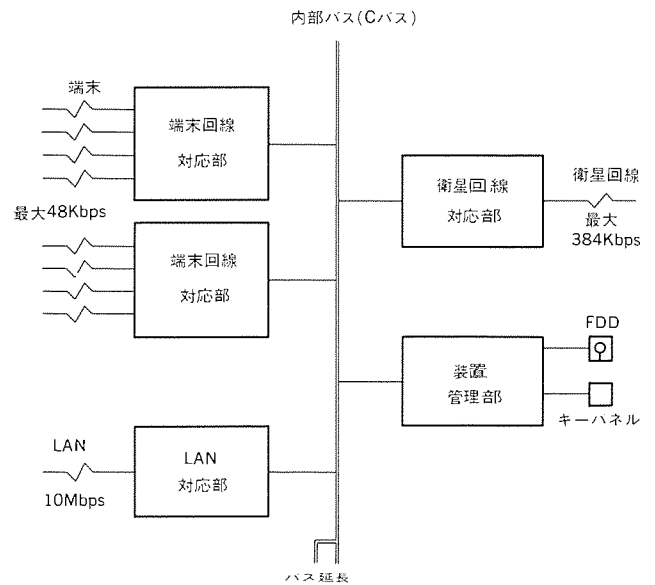 内部バス(Cバス)
端末
端末回線
対応部
最大48Kbps
端末回線
対応部
LAN
10Mbps
LAN
対応部
衛星回線
対応部
衛星回線
最大
384Kbps
装置
管理部
FDD
キーパネル
バス延長